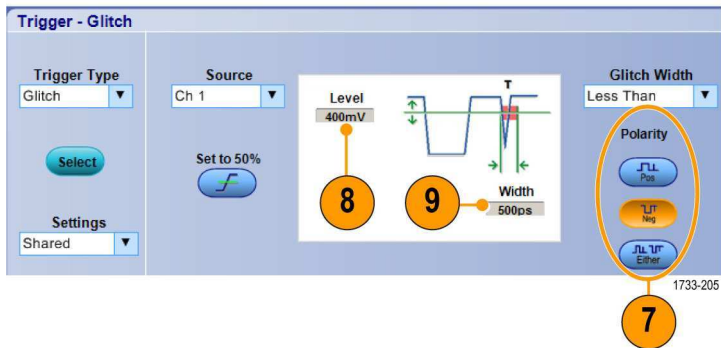 Trigger - Glitch
Trigger Type
Glitch
Select
Settings
Shared
Source
Ch 1
Set to 50%
Level
400mV
8
T
9
Width
500ps
Glitch Width
Less Than
Polarity
Pos
Neg
Either
1733-205
7